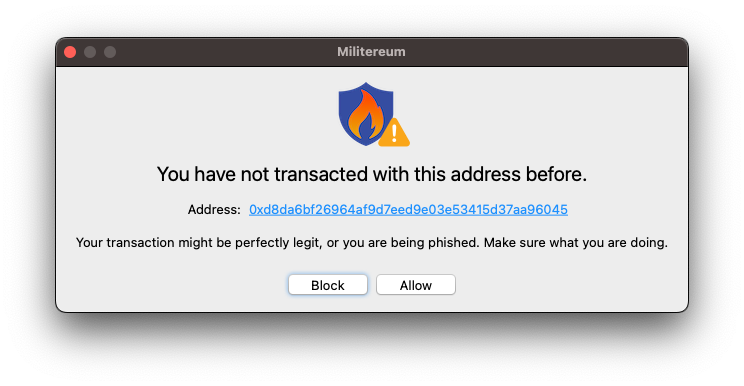 Militereum
You have not transacted with this address before.
Address: 0xd8da6bf26964af9d7eed9e03e53415d37aa96045
Your transaction might be perfectly legit, or you are being phished. Make sure what you are doing.
Block Allow